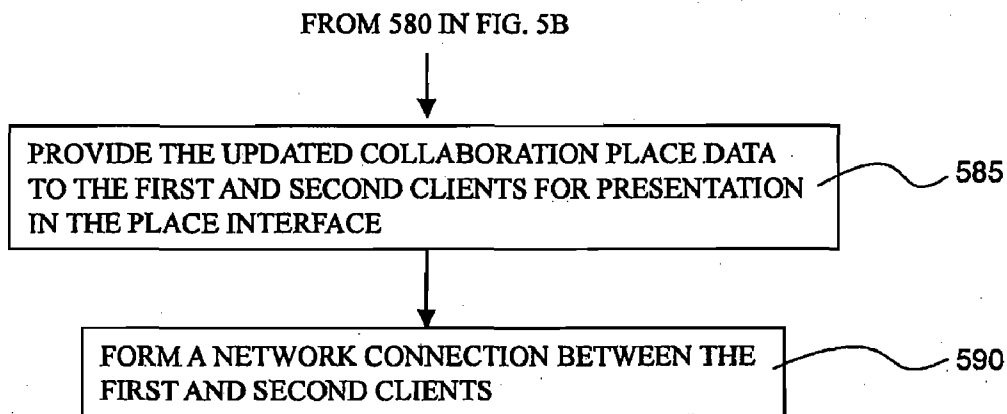 FROM 580 IN FIG. 5B
PROVIDE THE UPDATED COLLABORATION PLACE DATA
TO THE FIRST AND SECOND CLIENTS FOR PRESENTATION
IN THE PLACE INTERFACE
585
FORM A NETWORK CONNECTION BETWEEN THE
FIRST AND SECOND CLIENTS
590